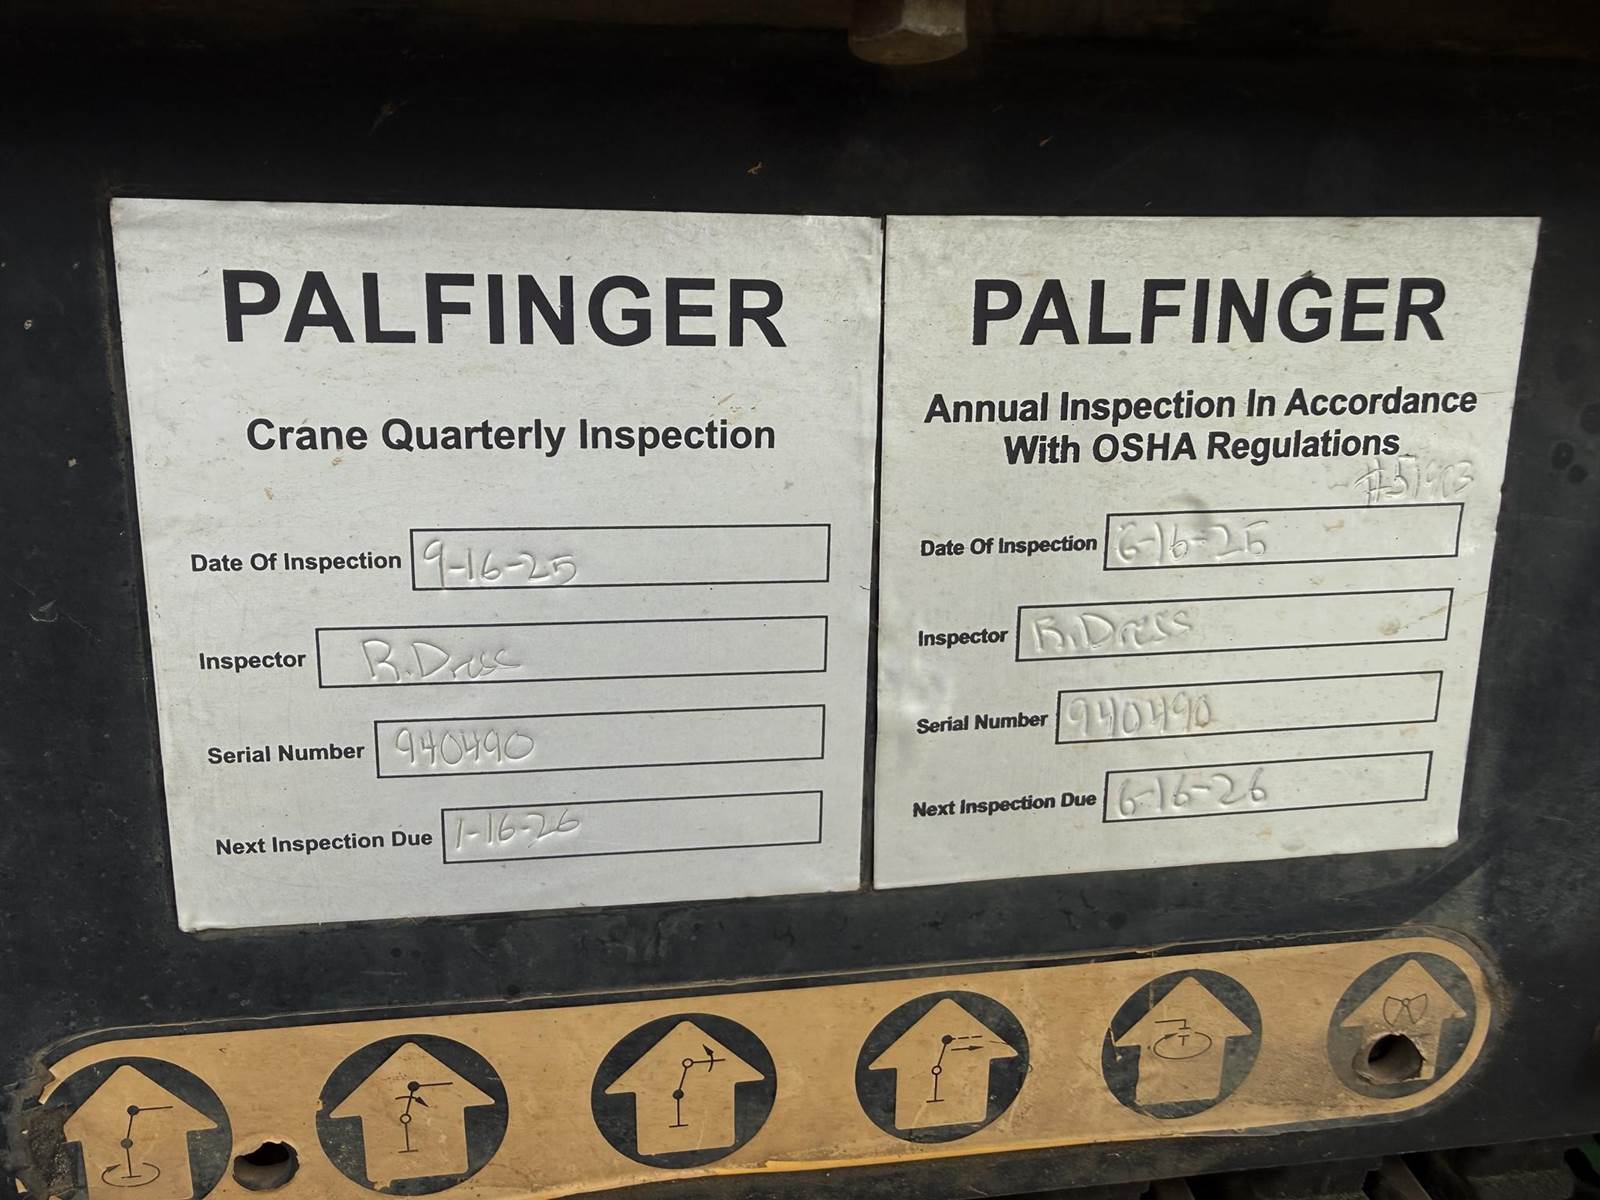 PALFINGER
Crane Quarterly Inspection
Date Of Inspection 9-16-25
Inspector R.Dress
Serial Number 940490
Next Inspection Due 1-16-26
PALFINGER
Annual Inspection In Accordance
With OSHA Regulations
Date Of Inspection 6-16-25
Inspector R.Dress
Serial Number 940490
Next Inspection Due 6-16-26
T